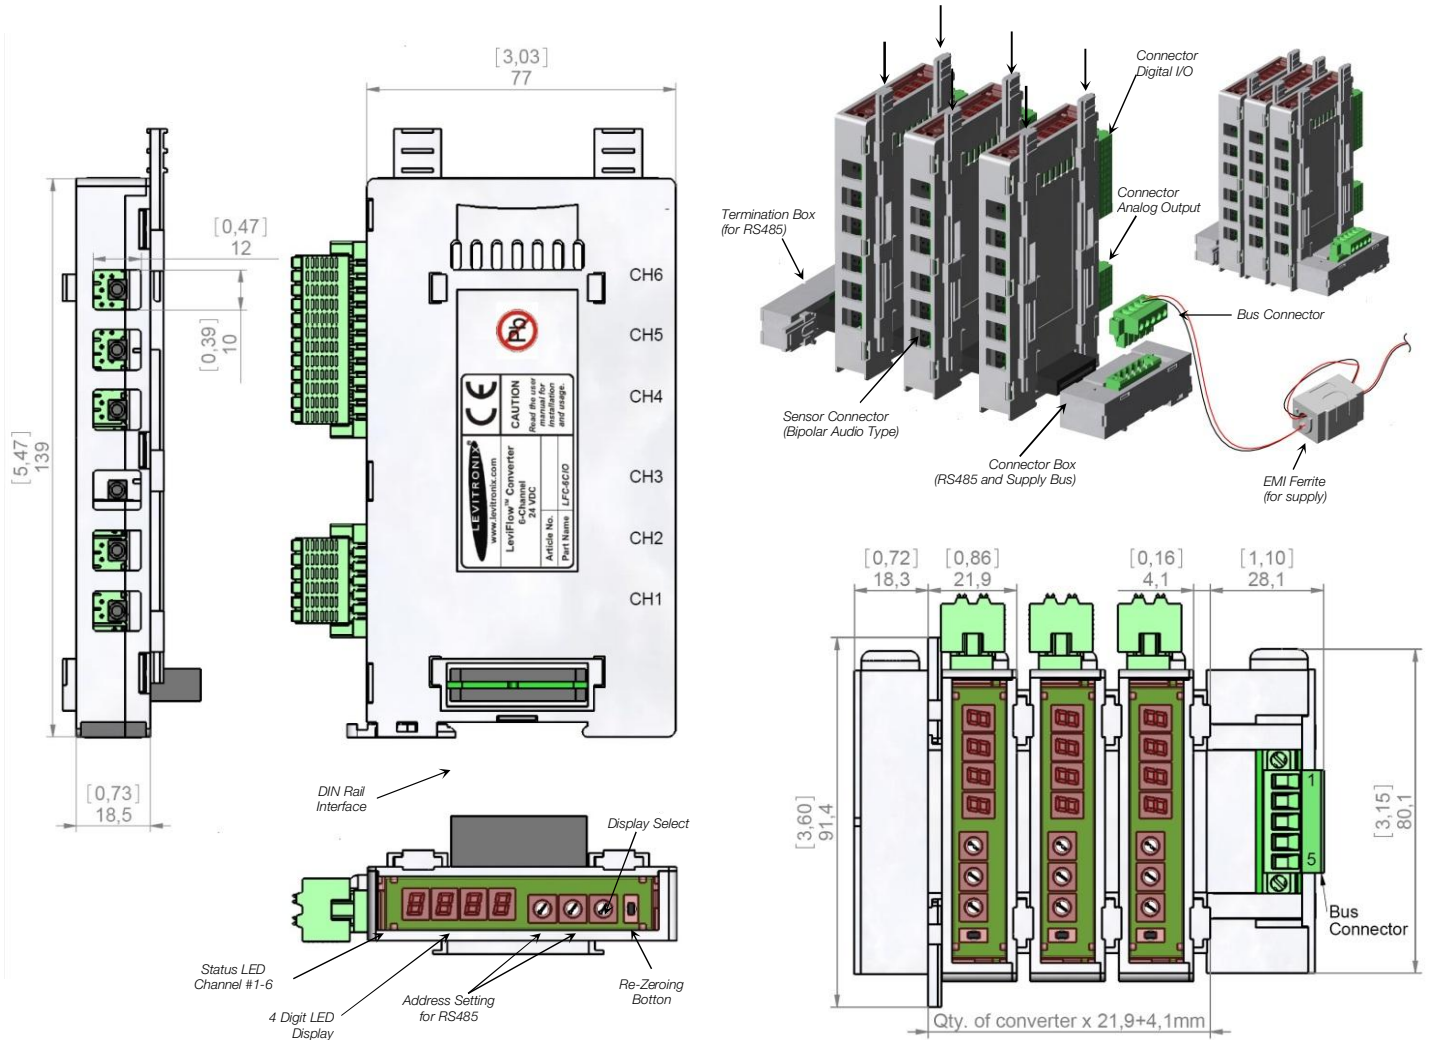 [3,03]
77
[0,47]
12
[0,39]
10
[5,47]
139
[0,73]
18,5
CH6
CH5
CH4
CH3
CH2
CH1
Pb
CE
CAUTION
Read the user
manual for
installation
and usage.
LEVITRONIX®
www.levitronix.com
LeviFlow™ Converter
6-Channel
24 VDC
Article No.
Part Name LFC-6CIO
DIN Rail
Interface
Display Select
Status LED
Channel #1-6
4 Digit LED
Display
Address Setting
for RS485
Re-Zeroing
Botton
Connector
Digital I/O
Connector
Analog Output
Termination Box
(for RS485)
Bus Connector
Sensor Connector
(Bipolar Audio Type)
Connector Box
(RS485 and Supply Bus)
EMI Ferrite
(for supply)
[0,72]
18,3
[0,86]
21,9
[0,16]
4,1
[1,10]
28,1
[3,60]
91,4
[3,15]
80,1
1
5
Bus
Connector
Qty. of converter x 21,9+4,1mm